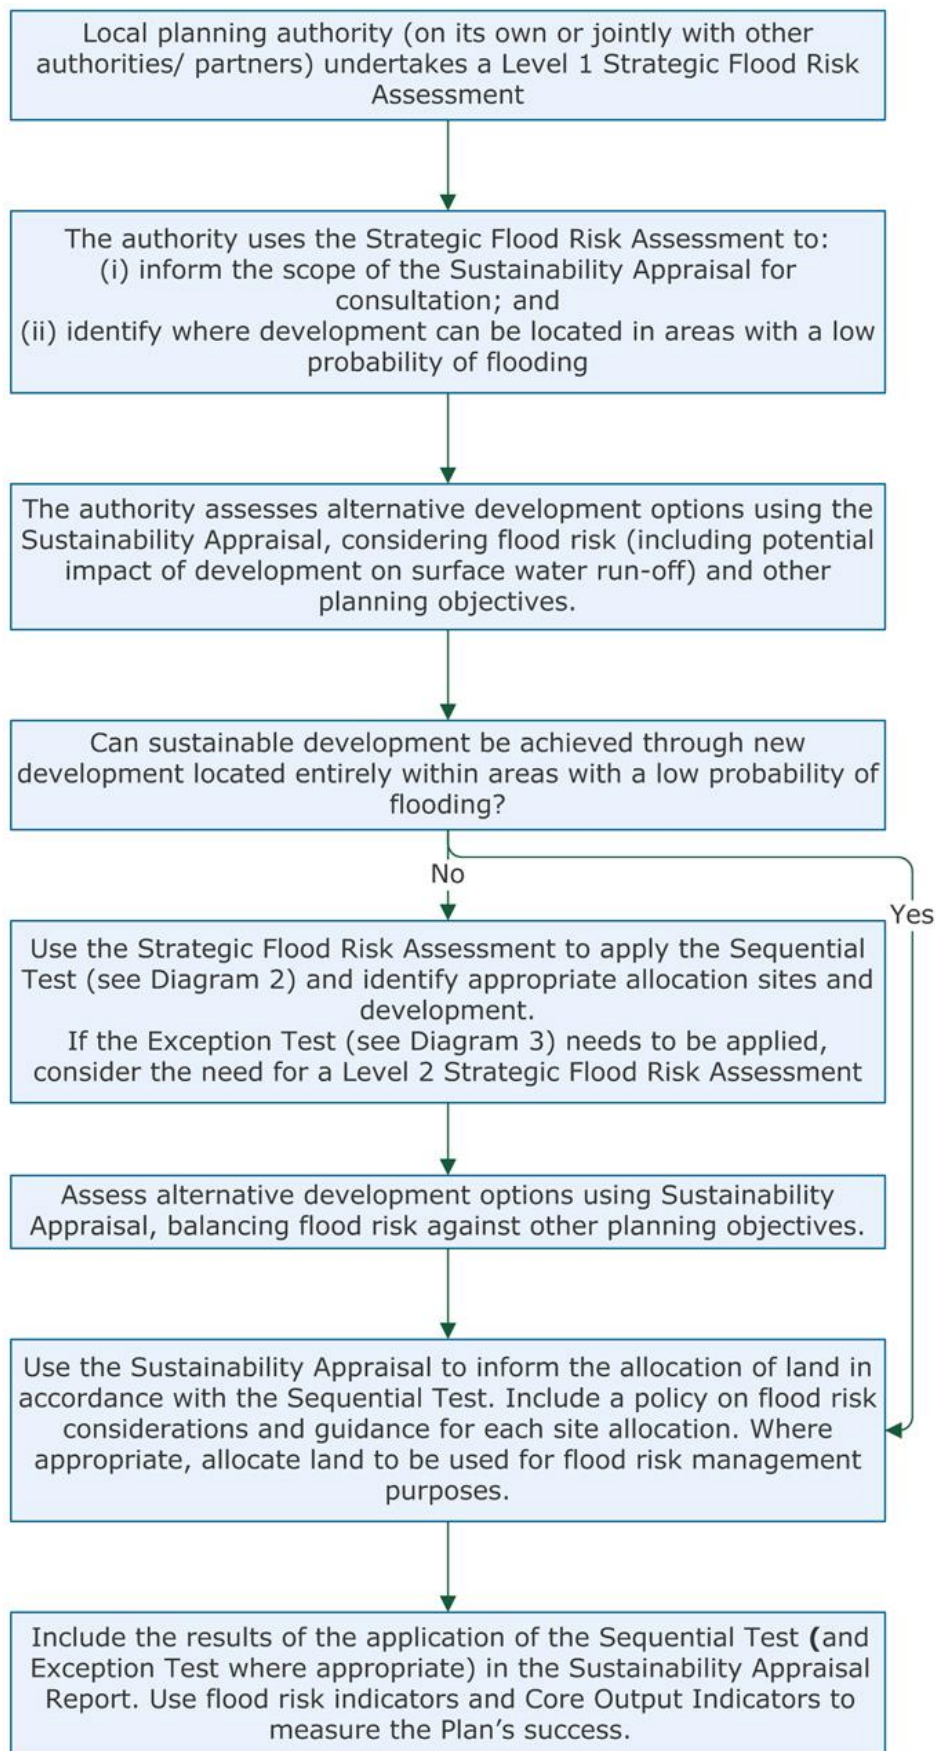 Local planning authority (on its own or jointly with other
authorities/ partners) undertakes a Level 1 Strategic Flood Risk
Assessment
The authority uses the Strategic Flood Risk Assessment to:
(i) inform the scope of the Sustainability Appraisal for
consultation; and
(ii) identify where development can be located in areas with a low
probability of flooding
The authority assesses alternative development options using the
Sustainability Appraisal, considering flood risk (including potential
impact of development on surface water run-off) and other
planning objectives.
Can sustainable development be achieved through new
development located entirely within areas with a low probability of
flooding?
No
Yes
Use the Strategic Flood Risk Assessment to apply the Sequential
Test (see Diagram 2) and identify appropriate allocation sites and
development.
If the Exception Test (see Diagram 3) needs to be applied,
consider the need for a Level 2 Strategic Flood Risk Assessment
Assess alternative development options using Sustainability
Appraisal, balancing flood risk against other planning objectives.
Use the Sustainability Appraisal to inform the allocation of land in
accordance with the Sequential Test. Include a policy on flood risk
considerations and guidance for each site allocation. Where
appropriate, allocate land to be used for flood risk management
purposes.
Include the results of the application of the Sequential Test (and
Exception Test where appropriate) in the Sustainability Appraisal
Report. Use flood risk indicators and Core Output Indicators to
measure the Plan’s success.